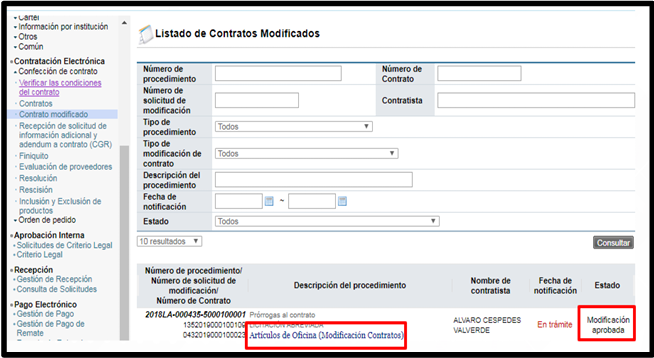 Cartel
Información por institución
Otros
Común
Contratación Electrónica
Confección de contrato
Verificar las condiciones
del contrato
Contratos
Contrato modificado
Recepción de solicitud de
información adicional y
adendum a contrato (CGR)
Finiquito
Evaluación de proveedores
Resolución
Rescisión
Inclusión y Exclusión de
productos
Orden de pedido
Aprobación Interna
Solicitudes de Criterio Legal
Criterio Legal
Recepción
Gestión de Recepción
Consulta de Solicitudes
Pago Electrónico
Gestión de Pago
Gestión de Pago de
Remate
Listado de Contratos Modificados
Número de
procedimiento
Número de
Contrato
Número de
solicitud de
modificación
Contratista
Tipo de
procedimiento
Todos
Tipo de
modificación de
contrato
Todos
Descripción del
procedimiento
Fecha de
notificación
~
Estado
Todos
10 resultados
Consultar
Número de procedimiento/
Número de solicitud de
modificación/
Número de Contrato
Descripción del procedimiento
Nombre de
contratista
Fecha de
notificación
Estado
2018LA-000435-5000100001
1352019000100109
0432019000100023
Prórrogas al contrato
LICITACION ABREVIADA
Artículos de Oficina (Modificación Contratos)
ALVARO CESPEDES
VALVERDE
En trámite
Modificación
aprobada